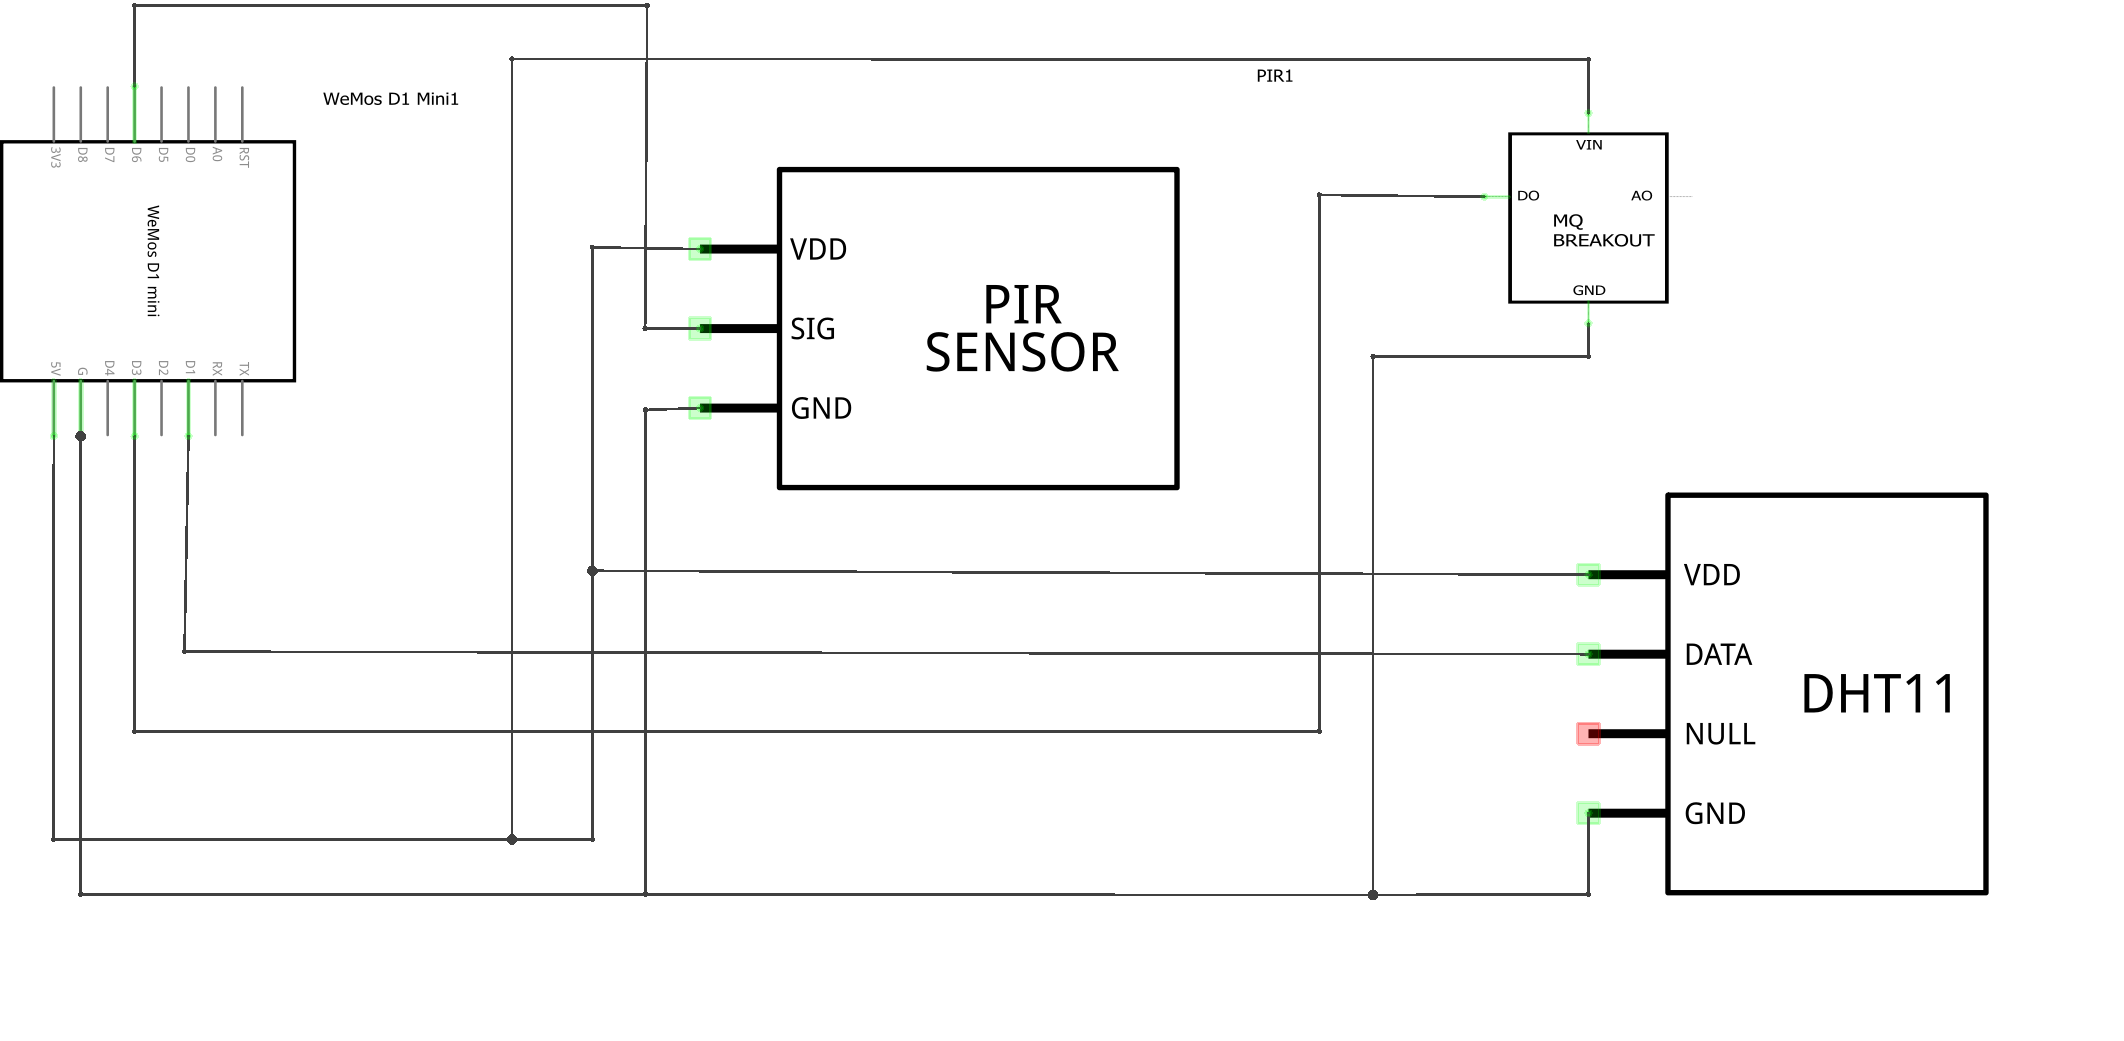 WeMos D1 Mini1
PIR1
3V3
D8
D7
D6
D5
D0
A0
RST
WeMos D1 mini
5V
G
D4
D3
D2
D1
RX
TX
VDD
SIG
GND
PIR
SENSOR
VIN
DO
AO
MQ
BREAKOUT
GND
VDD
DATA
NULL
GND
DHT11